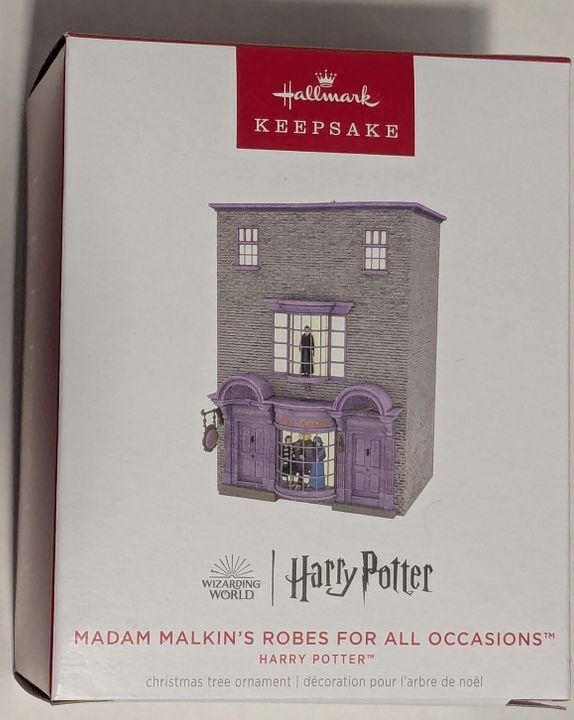 Hallmark
KEEPSAKE
WIZARDING
WORLD
Harry Potter
MADAM MALKIN'S ROBES FOR ALL OCCASIONS™
HARRY POTTER™
christmas tree ornament | décoration pour l'arbre de noël